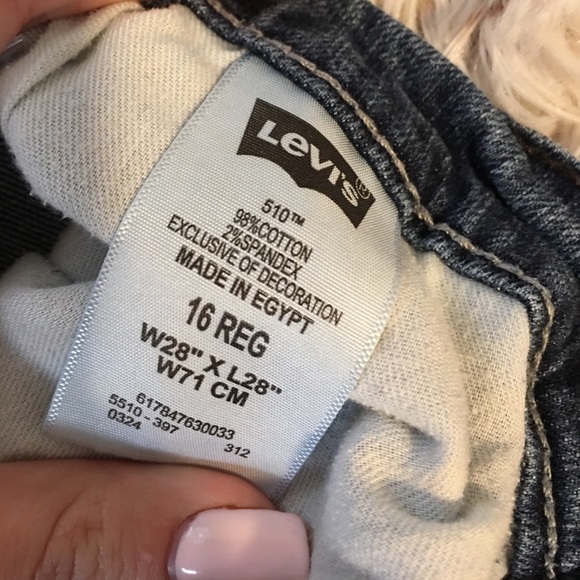 Levi's®
510™
98%COTTON
2%SPANDEX
EXCLUSIVE OF DECORATION
MADE IN EGYPT
16 REG
W28" X L28"
W71 CM
617847630033
5510 - 397
0324 312